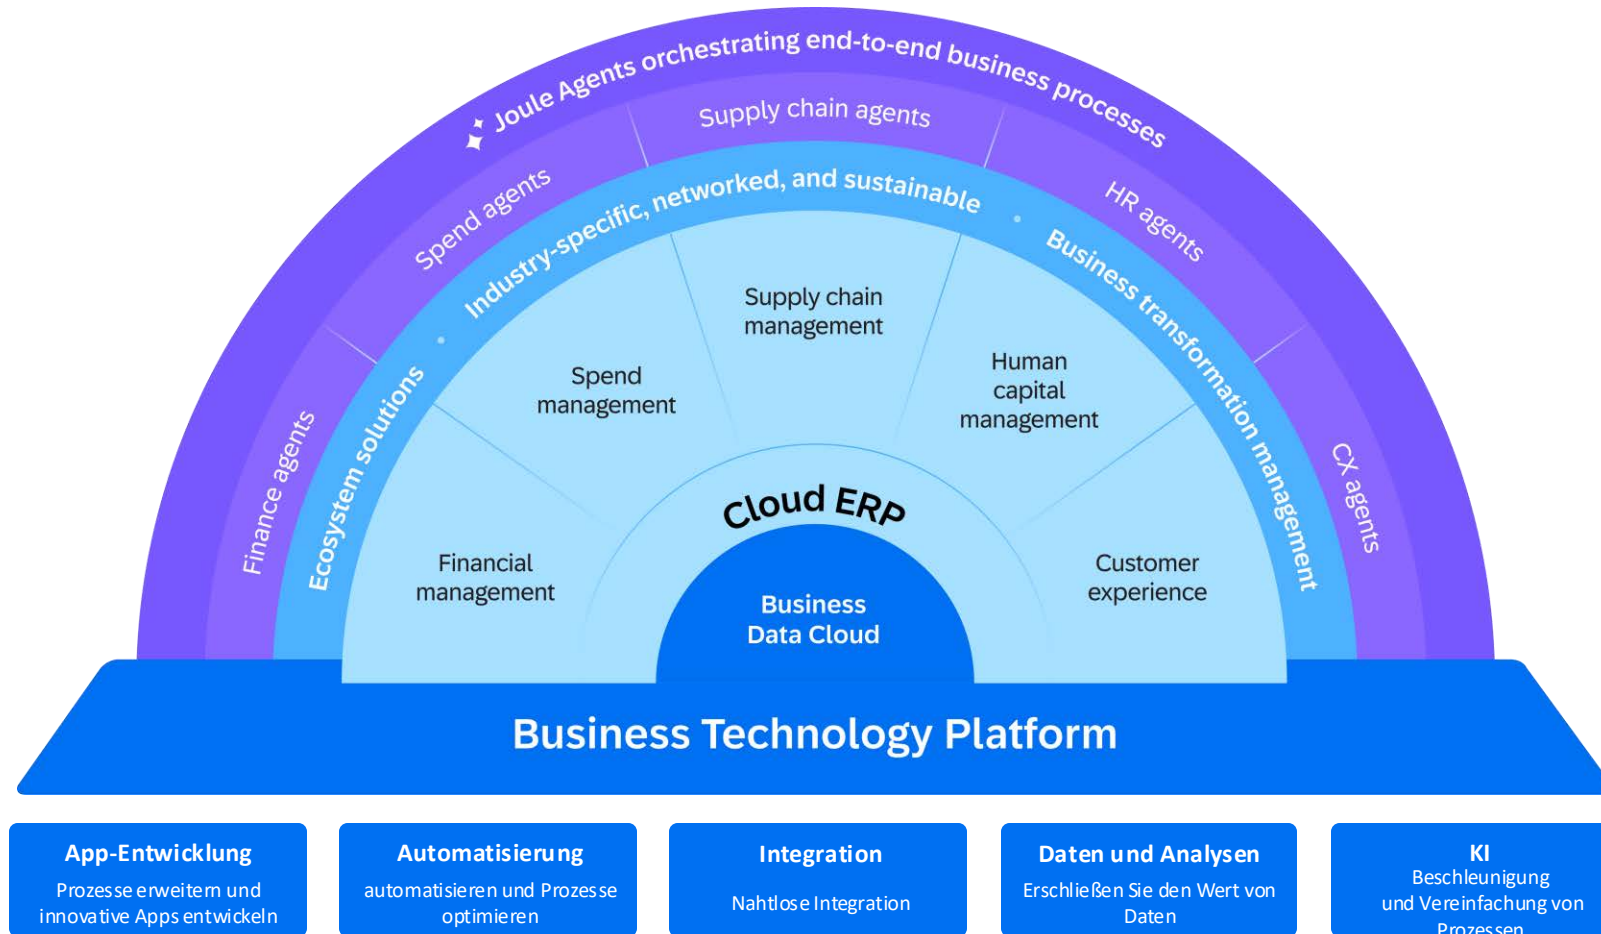 Joule Agents orchestrating end-to-end business processes
Finance agents
Spend agents
Supply chain agents
HR agents
CX agents
Ecosystem solutions • Industry-specific, networked, and sustainable • Business transformation management
Financial
management
Spend
management
Supply chain
management
Human
capital
management
Customer
experience
Cloud ERP
Business
Data Cloud
Business Technology Platform
App-Entwicklung
Prozesse erweitern und
innovative Apps entwickeln
Automatisierung
automatisieren und Prozesse
optimieren
Integration
Nahtlose Integration
Daten und Analysen
Erschließen Sie den Wert von
Daten
KI
Beschleunigung
und Vereinfachung von
Prozessen